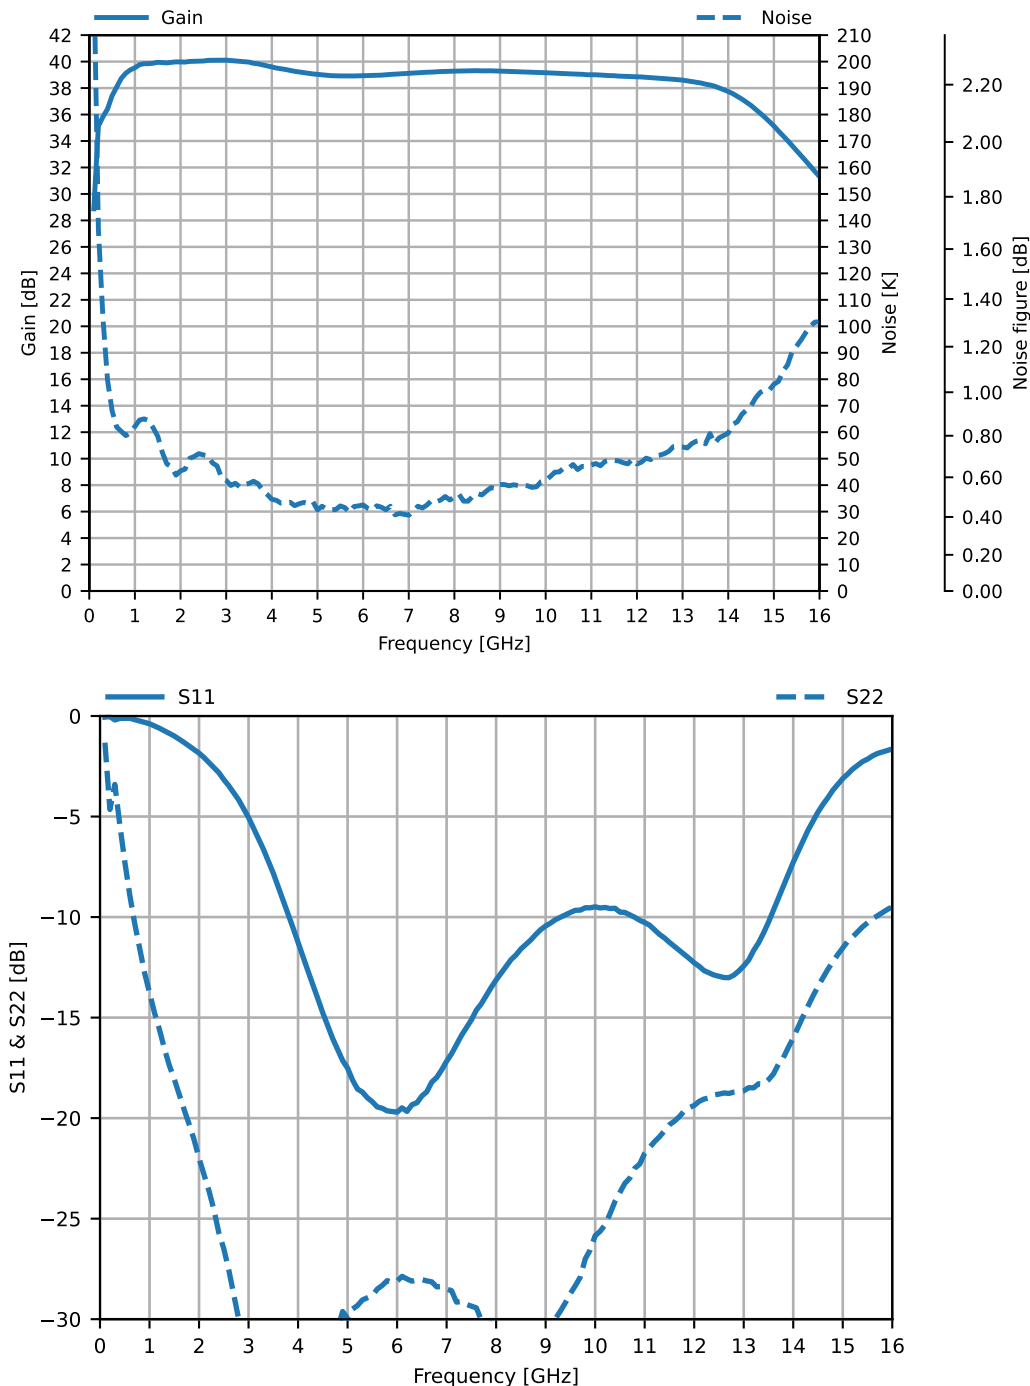 Gain Noise
42 210
40 200 2.20
38 190
36 180
34 170 2.00
32 160
30 150 1.80
28 140
26 130 1.60
24 120
22 110 1.40
20 100
18 90 1.20
16 80 1.00
14 70
12 60 0.80
10 50
8 40 0.60
6 30 0.40
4 20
2 10 0.20
0 0 0.00
Gain [dB]
Noise [K]
Noise figure [dB]
0 1 2 3 4 5 6 7 8 9 10 11 12 13 14 15 16
Frequency [GHz]
S11 S22
0
−5
−10
−15
−20
−25
−30
S11 & S22 [dB]
0 1 2 3 4 5 6 7 8 9 10 11 12 13 14 15 16
Frequency [GHz]